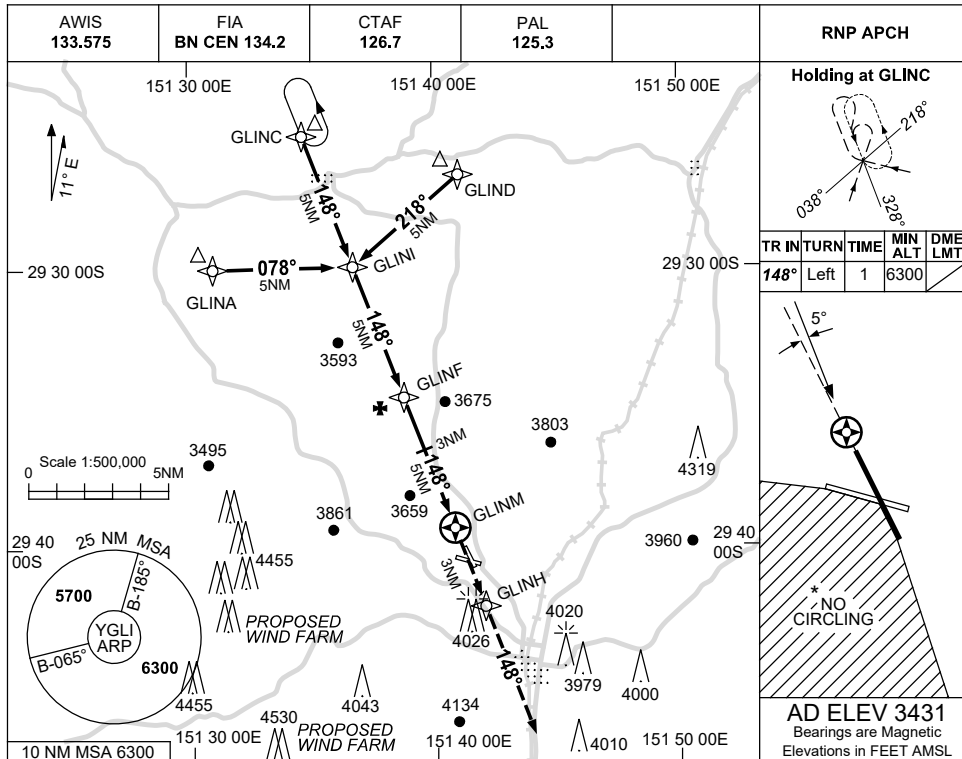 AWIS
133.575
FIA
BN CEN 134.2
CTAF
126.7
PAL
125.3
RNP APCH
151 30 00E
151 40 00E
151 50 00E
11° E
GLINC
148°
5NM
GLIND
218°
5NM
GLINI
29 30 00S
29 30 00S
078°
5NM
GLINA
148°
5NM
3593
GLINF
3675
3NM
148°
5NM
3803
4319
3495
Scale 1:500,000
0
5NM
3659
3861
GLINM
3960
29 40
00S
29 40
00S
4455
25 NM MSA
5700
B-185°
YGLI
ARP
B-065°
6300
PROPOSED
WIND FARM
3NM
GLINH
4026
4020
148°
3979
4000
4455
4043
4530
PROPOSED
WIND FARM
4134
4010
10 NM MSA 6300
151 30 00E
151 40 00E
151 50 00E
Holding at GLINC
218°
038°
328°
TR IN TURN TIME MIN ALT DME LMT
148° Left 1 6300
5°
*
NO
CIRCLING
AD ELEV 3431
Bearings are Magnetic
Elevations in FEET AMSL